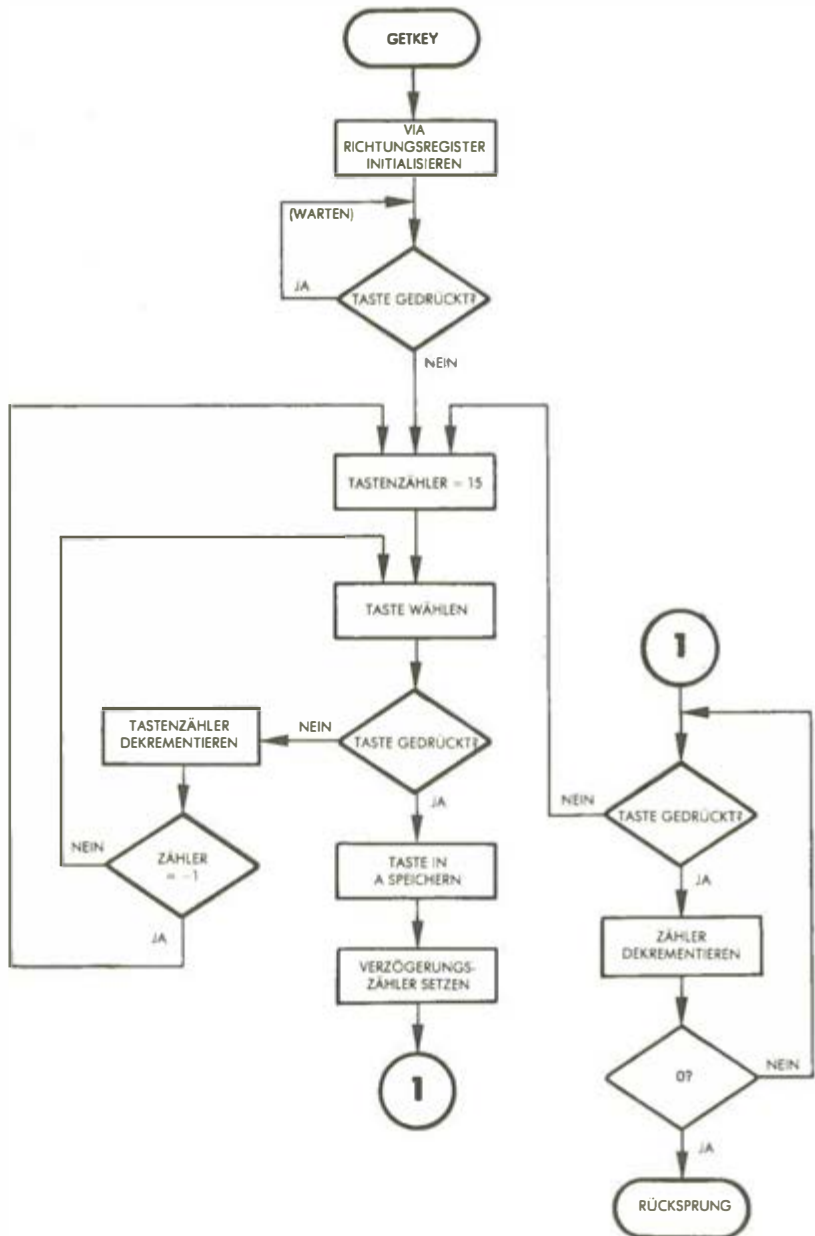 GETKEY
VIA
RICHTUNGSREGISTER
INITIALISIEREN
(WARTEN)
JA
TASTE GEDRÜCKT?
NEIN
TASTENZÄHLER = 15
TASTE WÄHLEN
TASTENZÄHLER
DEKREMENTIEREN
NEIN
TASTE GEDRÜCKT?
JA
NEIN
ZÄHLER
= -1
JA
TASTE IN
A SPEICHERN
VERZÖGERUNGS-
ZÄHLER SETZEN
1
1
NEIN
TASTE GEDRÜCKT?
JA
ZÄHLER
DEKREMENTIEREN
0?
NEIN
JA
RÜCKSPRUNG